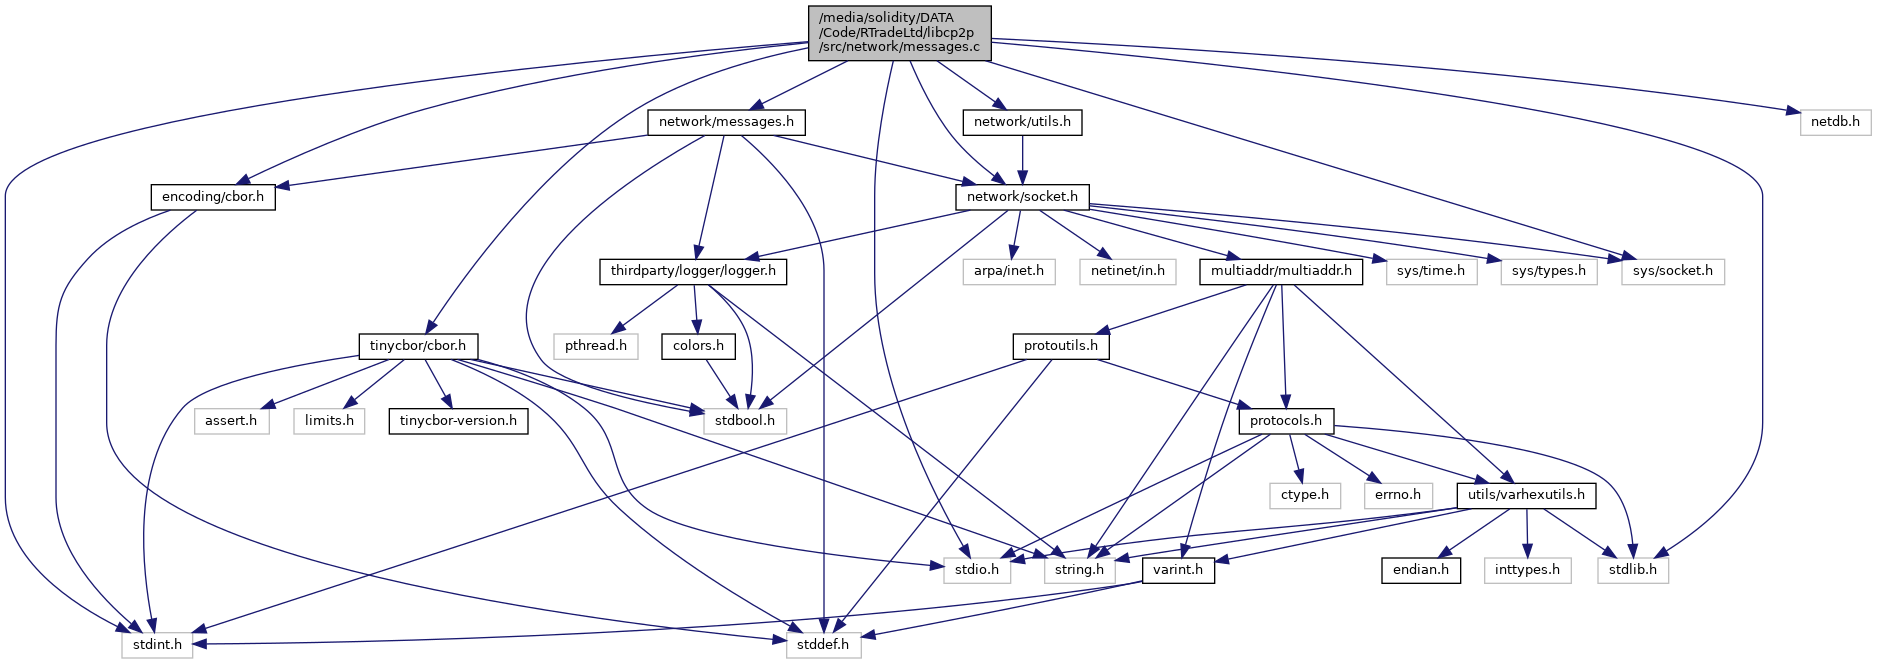 /media/solidity/DATA
/Code/RTradeLtd/libcp2p
/src/network/messages.c
network/messages.h
network/utils.h
netdb.h
encoding/cbor.h
network/socket.h
thirdparty/logger/logger.h
arpa/inet.h
netinet/in.h
multiaddr/multiaddr.h
sys/time.h
sys/types.h
sys/socket.h
tinycbor/cbor.h
pthread.h
colors.h
protoutils.h
assert.h
limits.h
tinycbor-version.h
stdbool.h
protocols.h
ctype.h
errno.h
utils/varhexutils.h
stdio.h
string.h
varint.h
endian.h
inttypes.h
stdlib.h
stdint.h
stddef.h